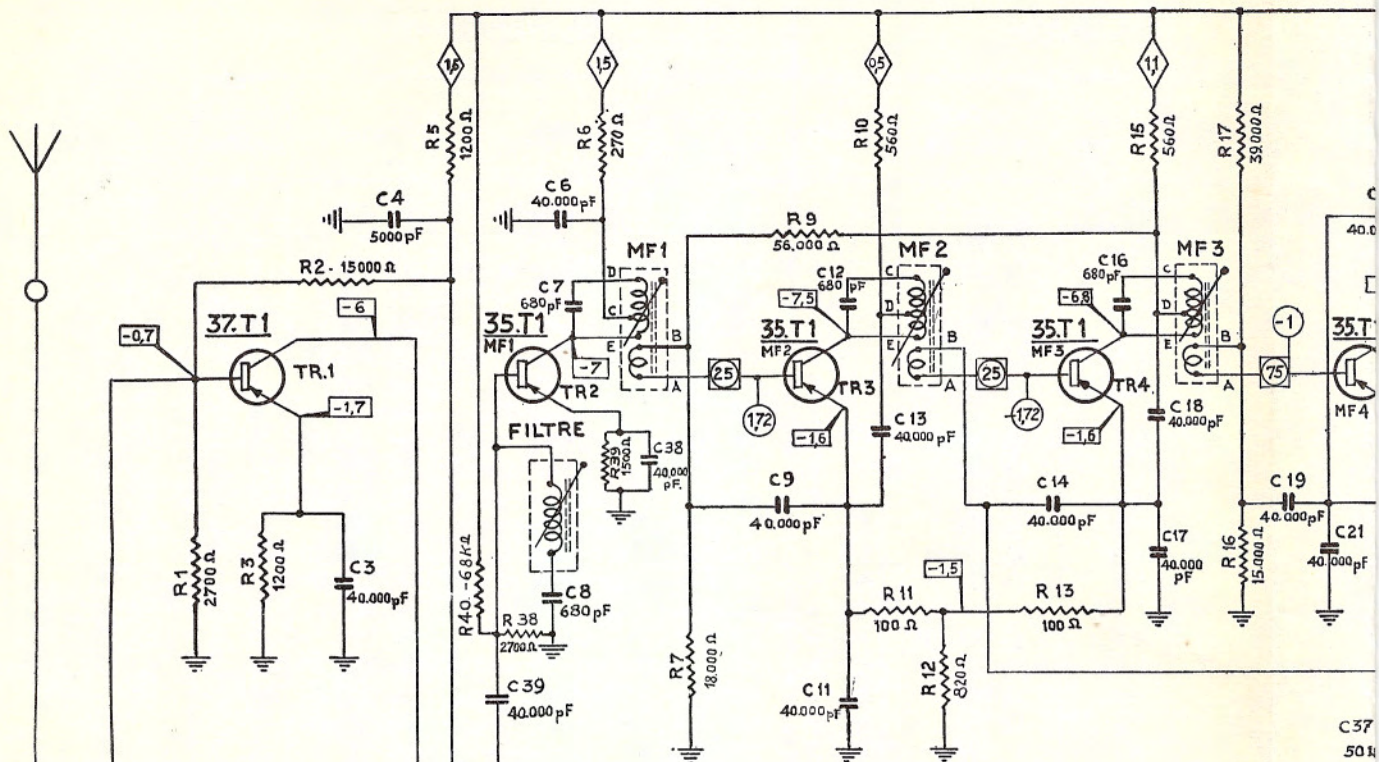 1,5
1,5
0,5
1,1
R5
1200 Ω
R6
270 Ω
R10
560 Ω
R15
560 Ω
R17
39.000 Ω
C4
5000 pF
C6
40.000 pF
R9
56.000 Ω
R2 - 15000 Ω
MF1
MF2
MF3
D
C
E
B
A
C
D
E
B
A
C
D
E
B
A
C7
680 pF
C12
680 pF
C16
680 pF
-6
-0,7
37.T1
TR.1
-1,7
35.T1
MF1
TR2
-7
25
1,72
-7,5
35.T1
MF2
TR3
-1,6
25
-1,72
-6,8
35.T1
MF3
TR4
-1,6
-1
75
35.T
MF4
40.0
FILTRE
R39
1500 Ω
C38
40.000 pF.
C13
40.000 pF
C18
40.000 pF
C9
40.000 pF
C14
40.000 pF
C19
40.000 pF
C17
40.000 pF
R16
15.000 Ω
C21
40.000 pF
R1
2700 Ω
R3
1200 Ω
C3
40.000 pF
R40. - 68 KΩ
C8
680 pF
R38
2700 Ω
C39
40.000 pF
R7
18.000 Ω
R11
100 Ω
-1,5
R13
100 Ω
R12
820 Ω
C11
40.000 pF
C37
50